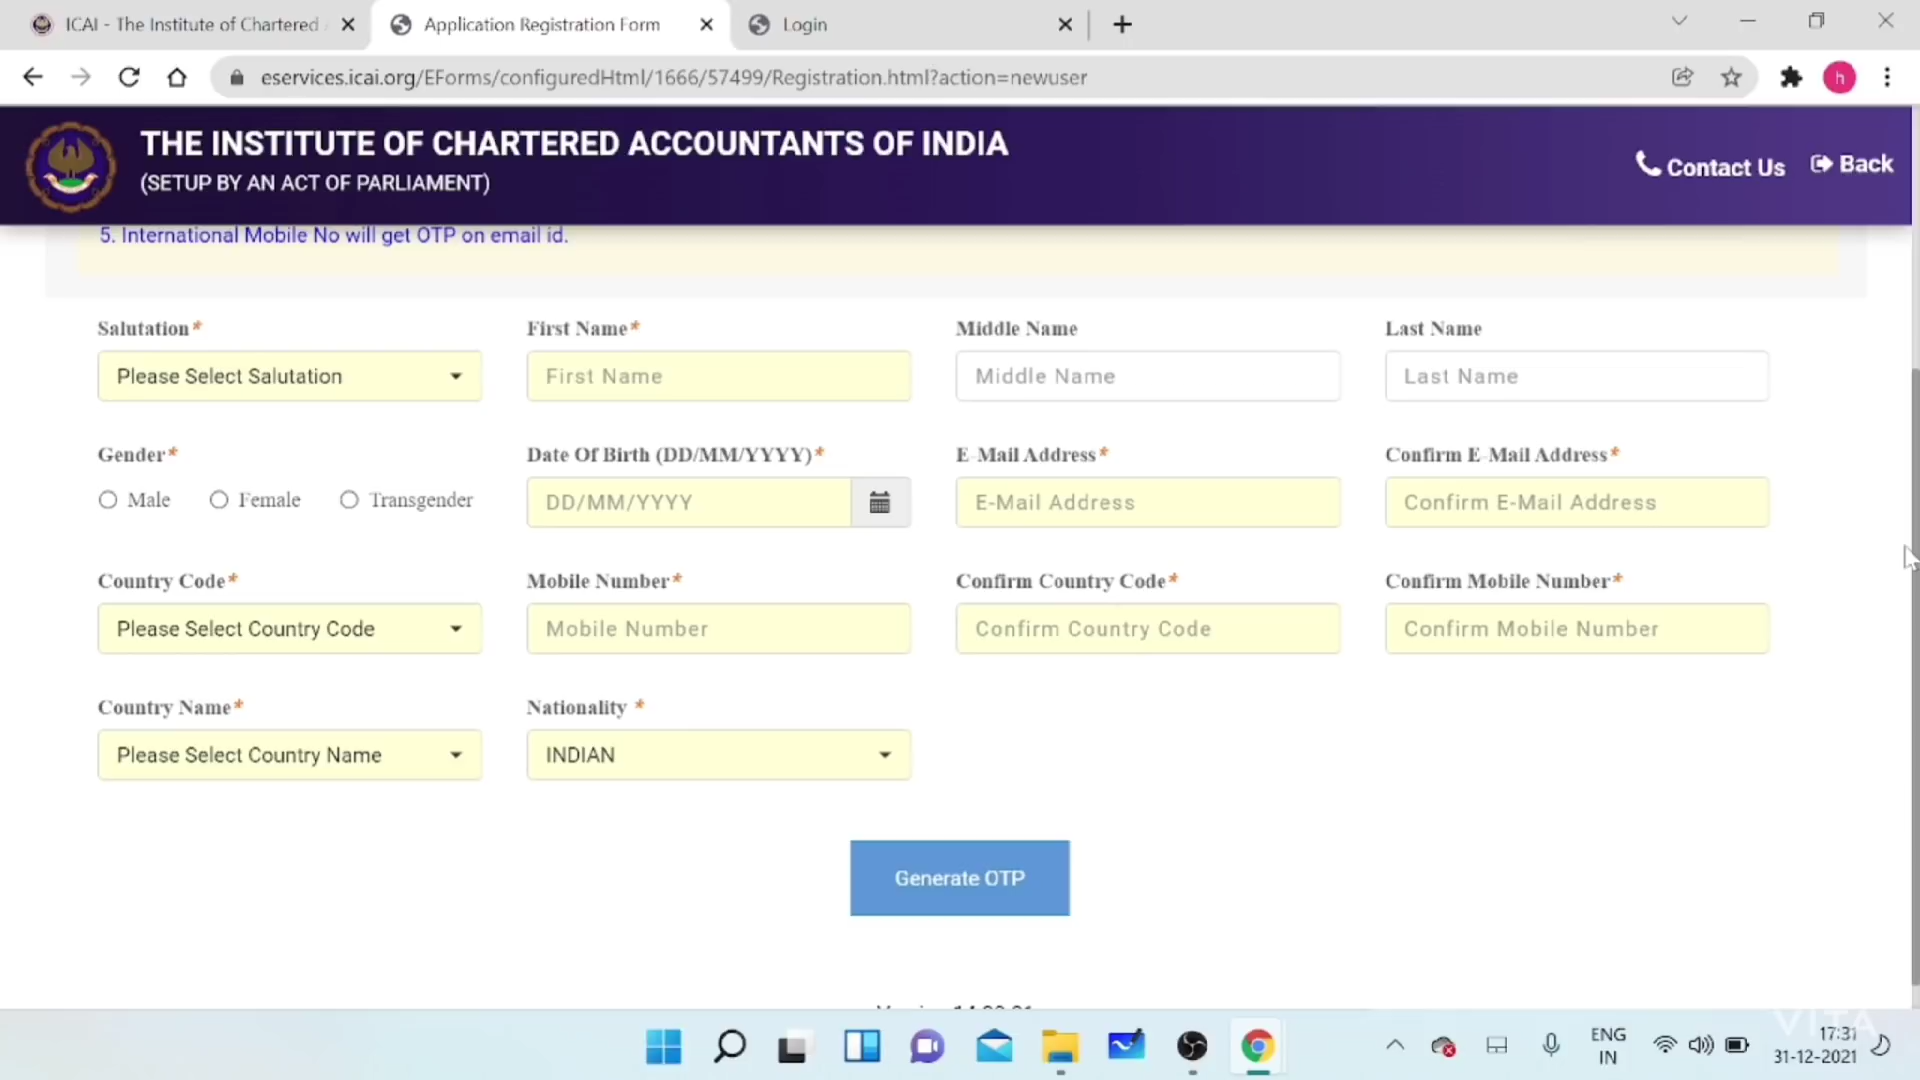 ICAI - The Institute of Chartered
Application Registration Form
Login
eservices.icai.org/EForms/configuredHtml/1666/57499/Registration.html?action=newuser
h
THE INSTITUTE OF CHARTERED ACCOUNTANTS OF INDIA
(SETUP BY AN ACT OF PARLIAMENT)
Contact Us
Back
5. International Mobile No will get OTP on email id.
Salutation* First Name* Middle Name Last Name
Please Select Salutation First Name Middle Name Last Name
Gender* Date Of Birth (DD/MM/YYYY)* E-Mail Address* Confirm E-Mail Address*
Male Female Transgender DD/MM/YYYY E-Mail Address Confirm E-Mail Address
Country Code* Mobile Number* Confirm Country Code* Confirm Mobile Number*
Please Select Country Code Mobile Number Confirm Country Code Confirm Mobile Number
Country Name* Nationality *
Please Select Country Name INDIAN
Generate OTP
ENG
IN
VITA
17:31
31-12-2021